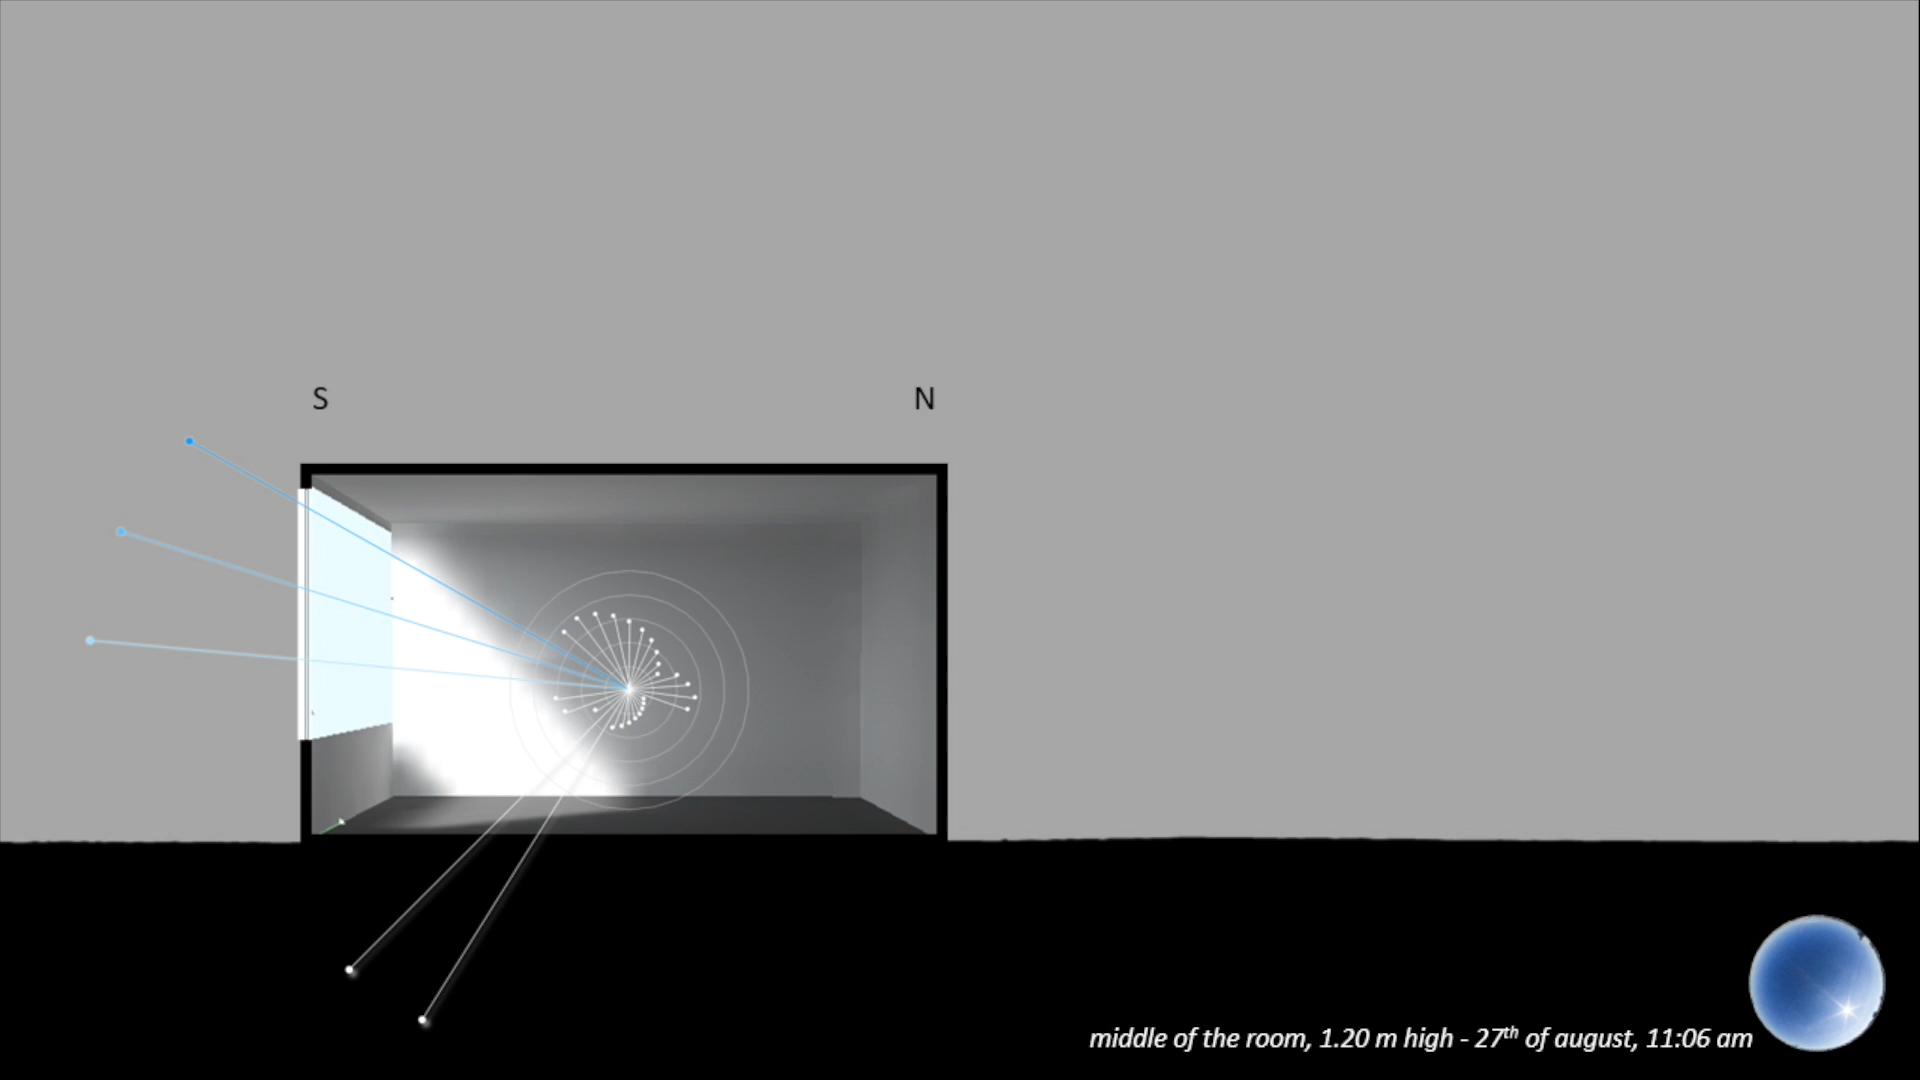 S
N
middle of the room, 1.20 m high - 27th of august, 11:06 am